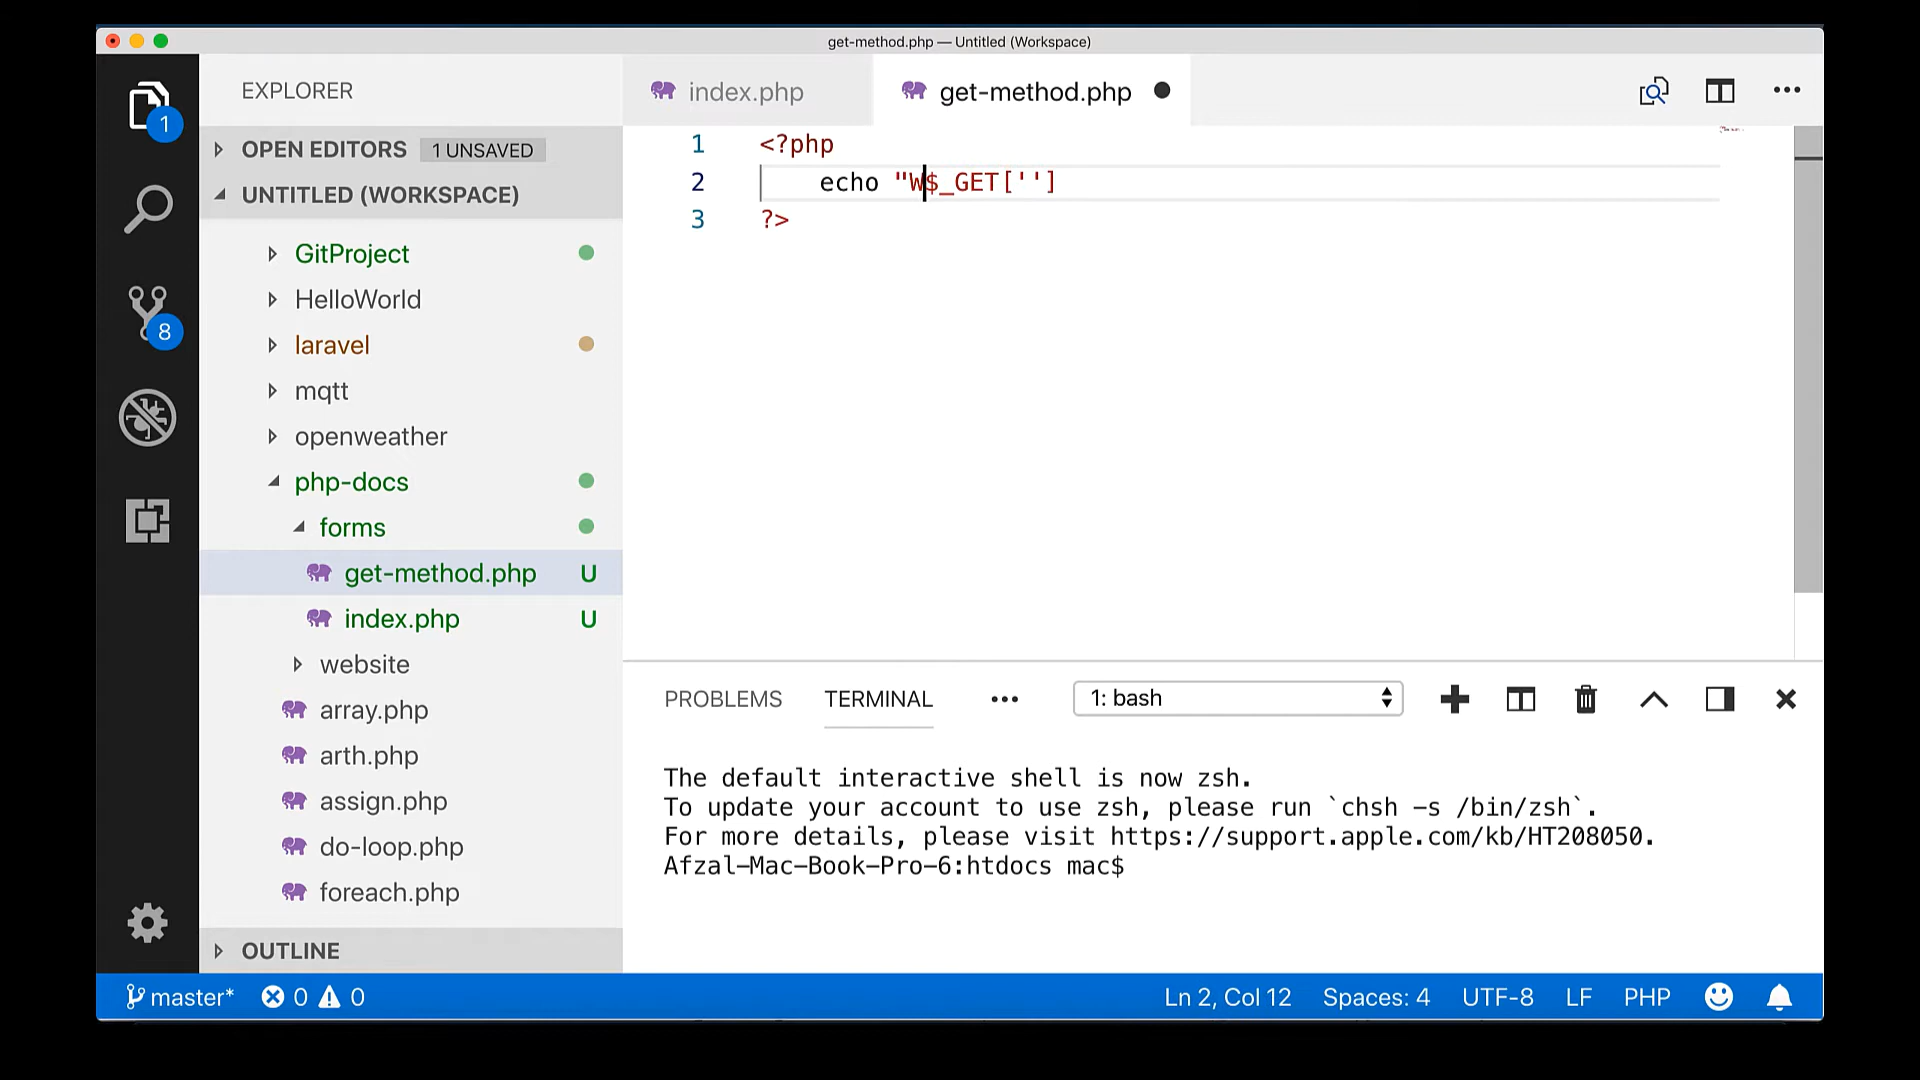 get-method.php — Untitled (Workspace)
EXPLORER
index.php
get-method.php
1
OPEN EDITORS 1 UNSAVED
UNTITLED (WORKSPACE)
GitProject
HelloWorld
8
laravel
mqtt
openweather
php-docs
forms
get-method.php U
index.php U
website
array.php
arth.php
assign.php
do-loop.php
foreach.php
OUTLINE
1 <?php
2 echo "W$_GET['']
3 ?>
PROBLEMS TERMINAL ••• 1: bash
The default interactive shell is now zsh.
To update your account to use zsh, please run `chsh -s /bin/zsh`.
For more details, please visit https://support.apple.com/kb/HT208050.
Afzal-Mac-Book-Pro-6:htdocs mac$
master* 0 0 Ln 2, Col 12 Spaces: 4 UTF-8 LF PHP